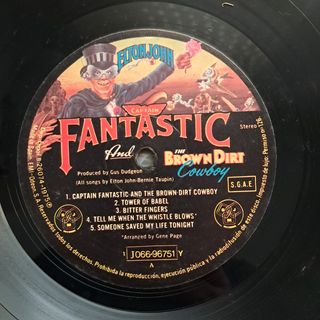 ELTON JOHN
CAPTAIN
FANTASTIC
And
THE
BROWN DIRT
Cowboy
Stereo
Produced by Gus Dudgeon
(All songs by Elton John-Bernie Taupin)
S.G.A.E.
1. CAPTAIN FANTASTIC AND THE BROWN DIRT COWBOY
2. TOWER OF BABEL
3. BITTER FINGERS
4. TELL ME WHEN THE WHISTLE BLOWS*
5. SOMEONE SAVED MY LIFE TONIGHT
*Arranged by Gene Page
1 J066-96751 Y
A
Reservados todos los derechos. Prohibida la reproducción, ejecución pública y la radiodifusión de este disco.